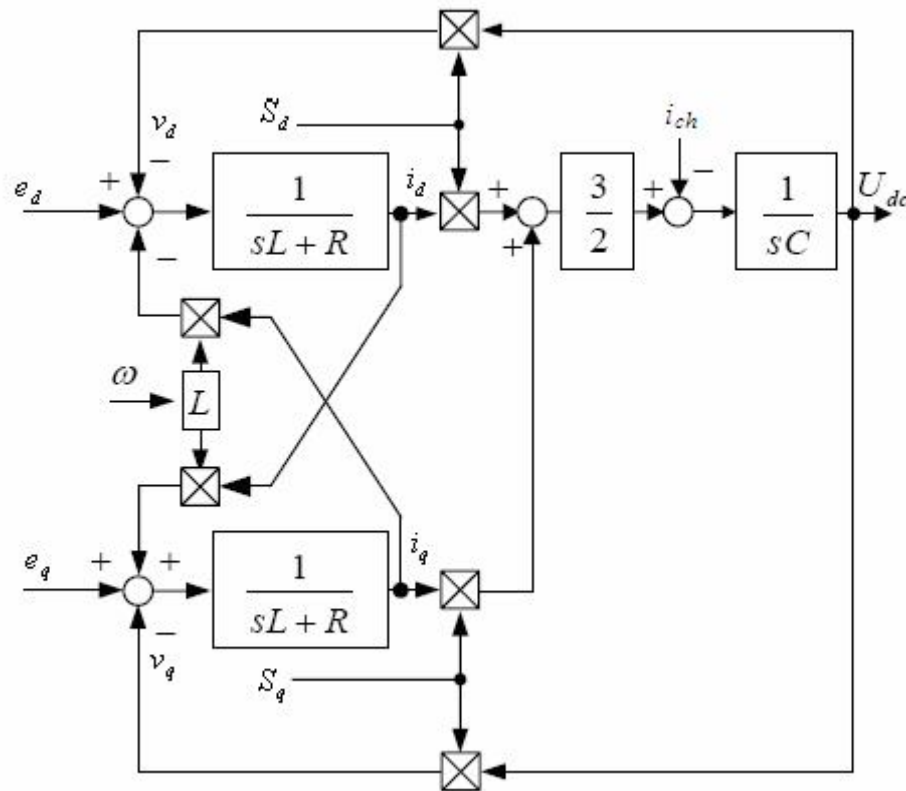 S_d
v_d
−
i_ch
e_d
+
1
sL + R
i_d
+
3
2
+
−
1
sC
U_dc
−
+
ω
L
e_q
+
+
1
sL + R
i_q
−
v_q
S_q